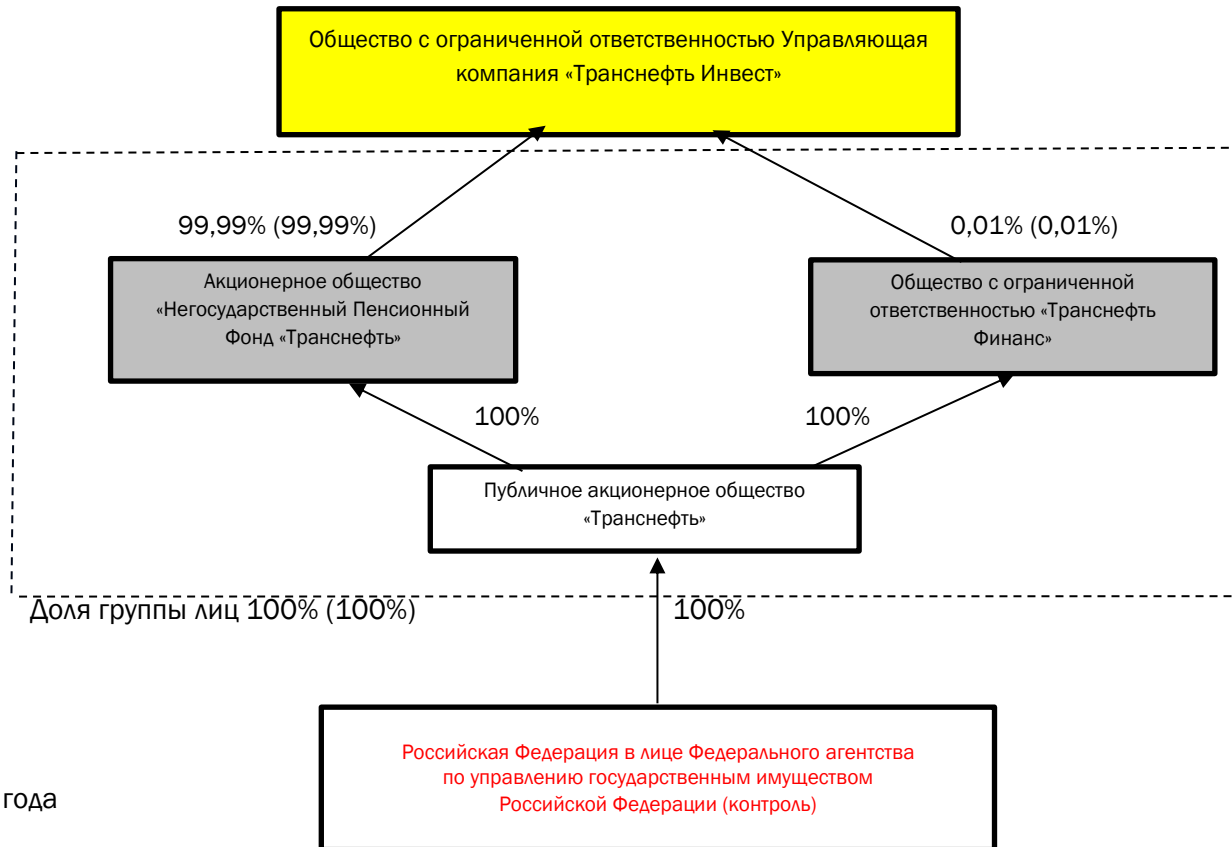 Общество с ограниченной ответственностью Управляющая
компания «Транснефть Инвест»
99,99% (99,99%)
0,01% (0,01%)
Акционерное общество
«Негосударственный Пенсионный
Фонд «Транснефть»
Общество с ограниченной
ответственностью «Транснефть
Финанс»
100%
100%
Публичное акционерное общество
«Транснефть»
Доля группы лиц 100% (100%)
100%
Российская Федерация в лице Федерального агентства
по управлению государственным имуществом
Российской Федерации (контроль)
года